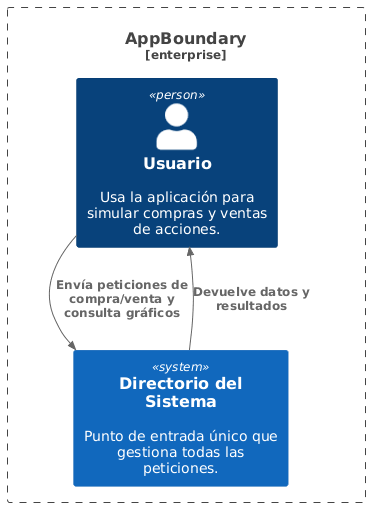 AppBoundary
[enterprise]
«person»
Usuario
Usa la aplicación para
simular compras y ventas
de acciones.
Envía peticiones de
compra/venta y
consulta gráficos
Devuelve datos y
resultados
«system»
Directorio del
Sistema
Punto de entrada único que
gestiona todas las
peticiones.